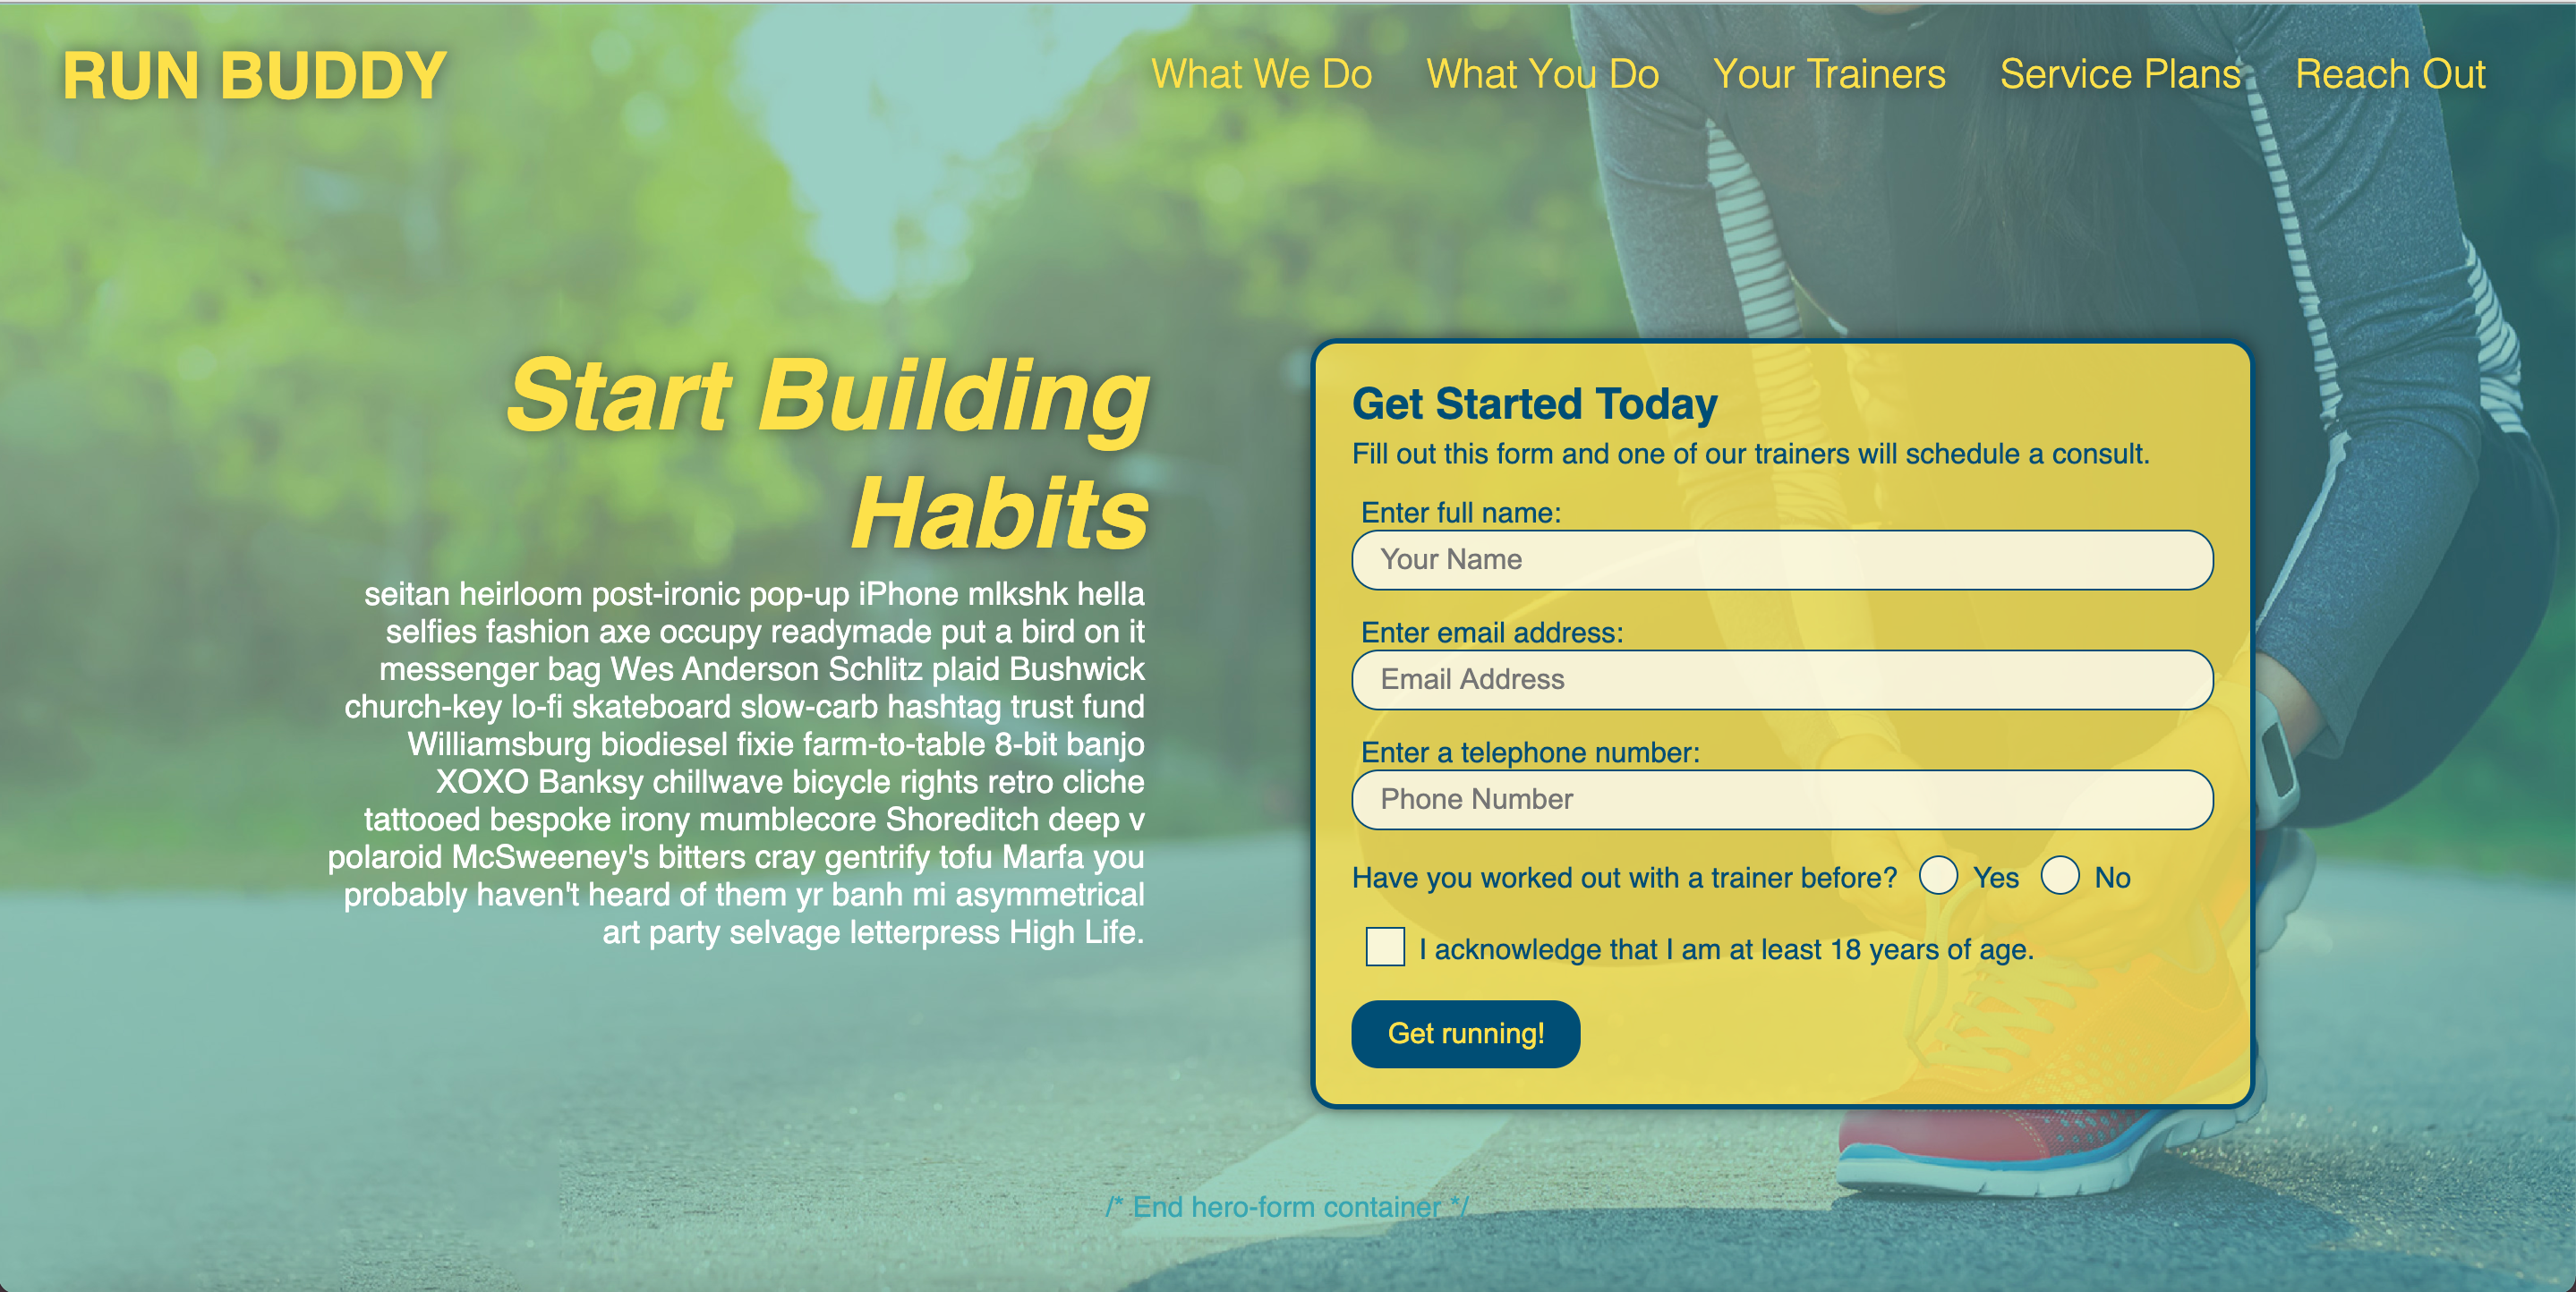 RUN BUDDY
What We Do
What You Do
Your Trainers
Service Plans
Reach Out
Start Building
Habits
seitan heirloom post-ironic pop-up iPhone mlkshk hella
selfies fashion axe occupy readymade put a bird on it
messenger bag Wes Anderson Schlitz plaid Bushwick
church-key lo-fi skateboard slow-carb hashtag trust fund
Williamsburg biodiesel fixie farm-to-table 8-bit banjo
XOXO Banksy chillwave bicycle rights retro cliche
tattooed bespoke irony mumblecore Shoreditch deep v
polaroid McSweeney's bitters cray gentrify tofu Marfa you
probably haven't heard of them yr banh mi asymmetrical
art party selvage letterpress High Life.
Get Started Today
Fill out this form and one of our trainers will schedule a consult.
Enter full name:
Your Name
Enter email address:
Email Address
Enter a telephone number:
Phone Number
Have you worked out with a trainer before? Yes No
I acknowledge that I am at least 18 years of age.
Get running!
/* End hero-form container */